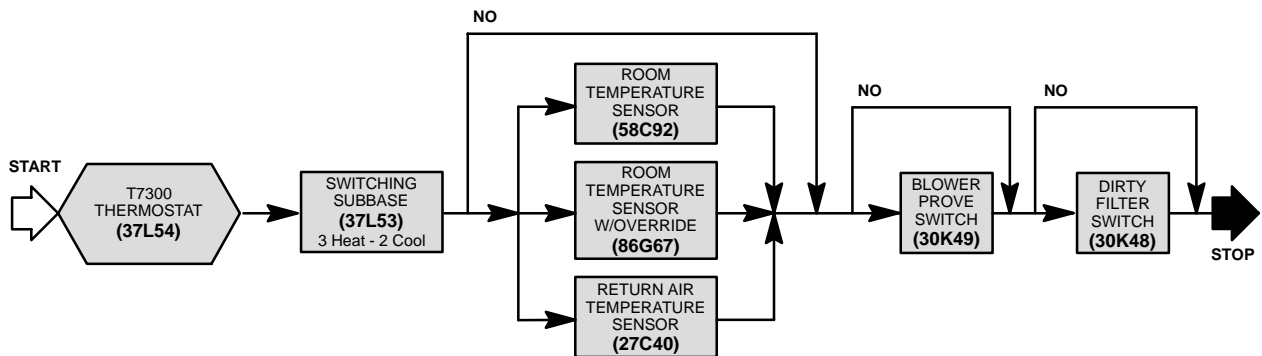 START
T7300
THERMOSTAT
(37L54)
SWITCHING
SUBBASE
(37L53)
3 Heat - 2 Cool
NO
ROOM
TEMPERATURE
SENSOR
(58C92)
ROOM
TEMPERATURE
SENSOR
W/OVERRIDE
(86G67)
RETURN AIR
TEMPERATURE
SENSOR
(27C40)
NO
BLOWER
PROVE
SWITCH
(30K49)
NO
DIRTY
FILTER
SWITCH
(30K48)
STOP